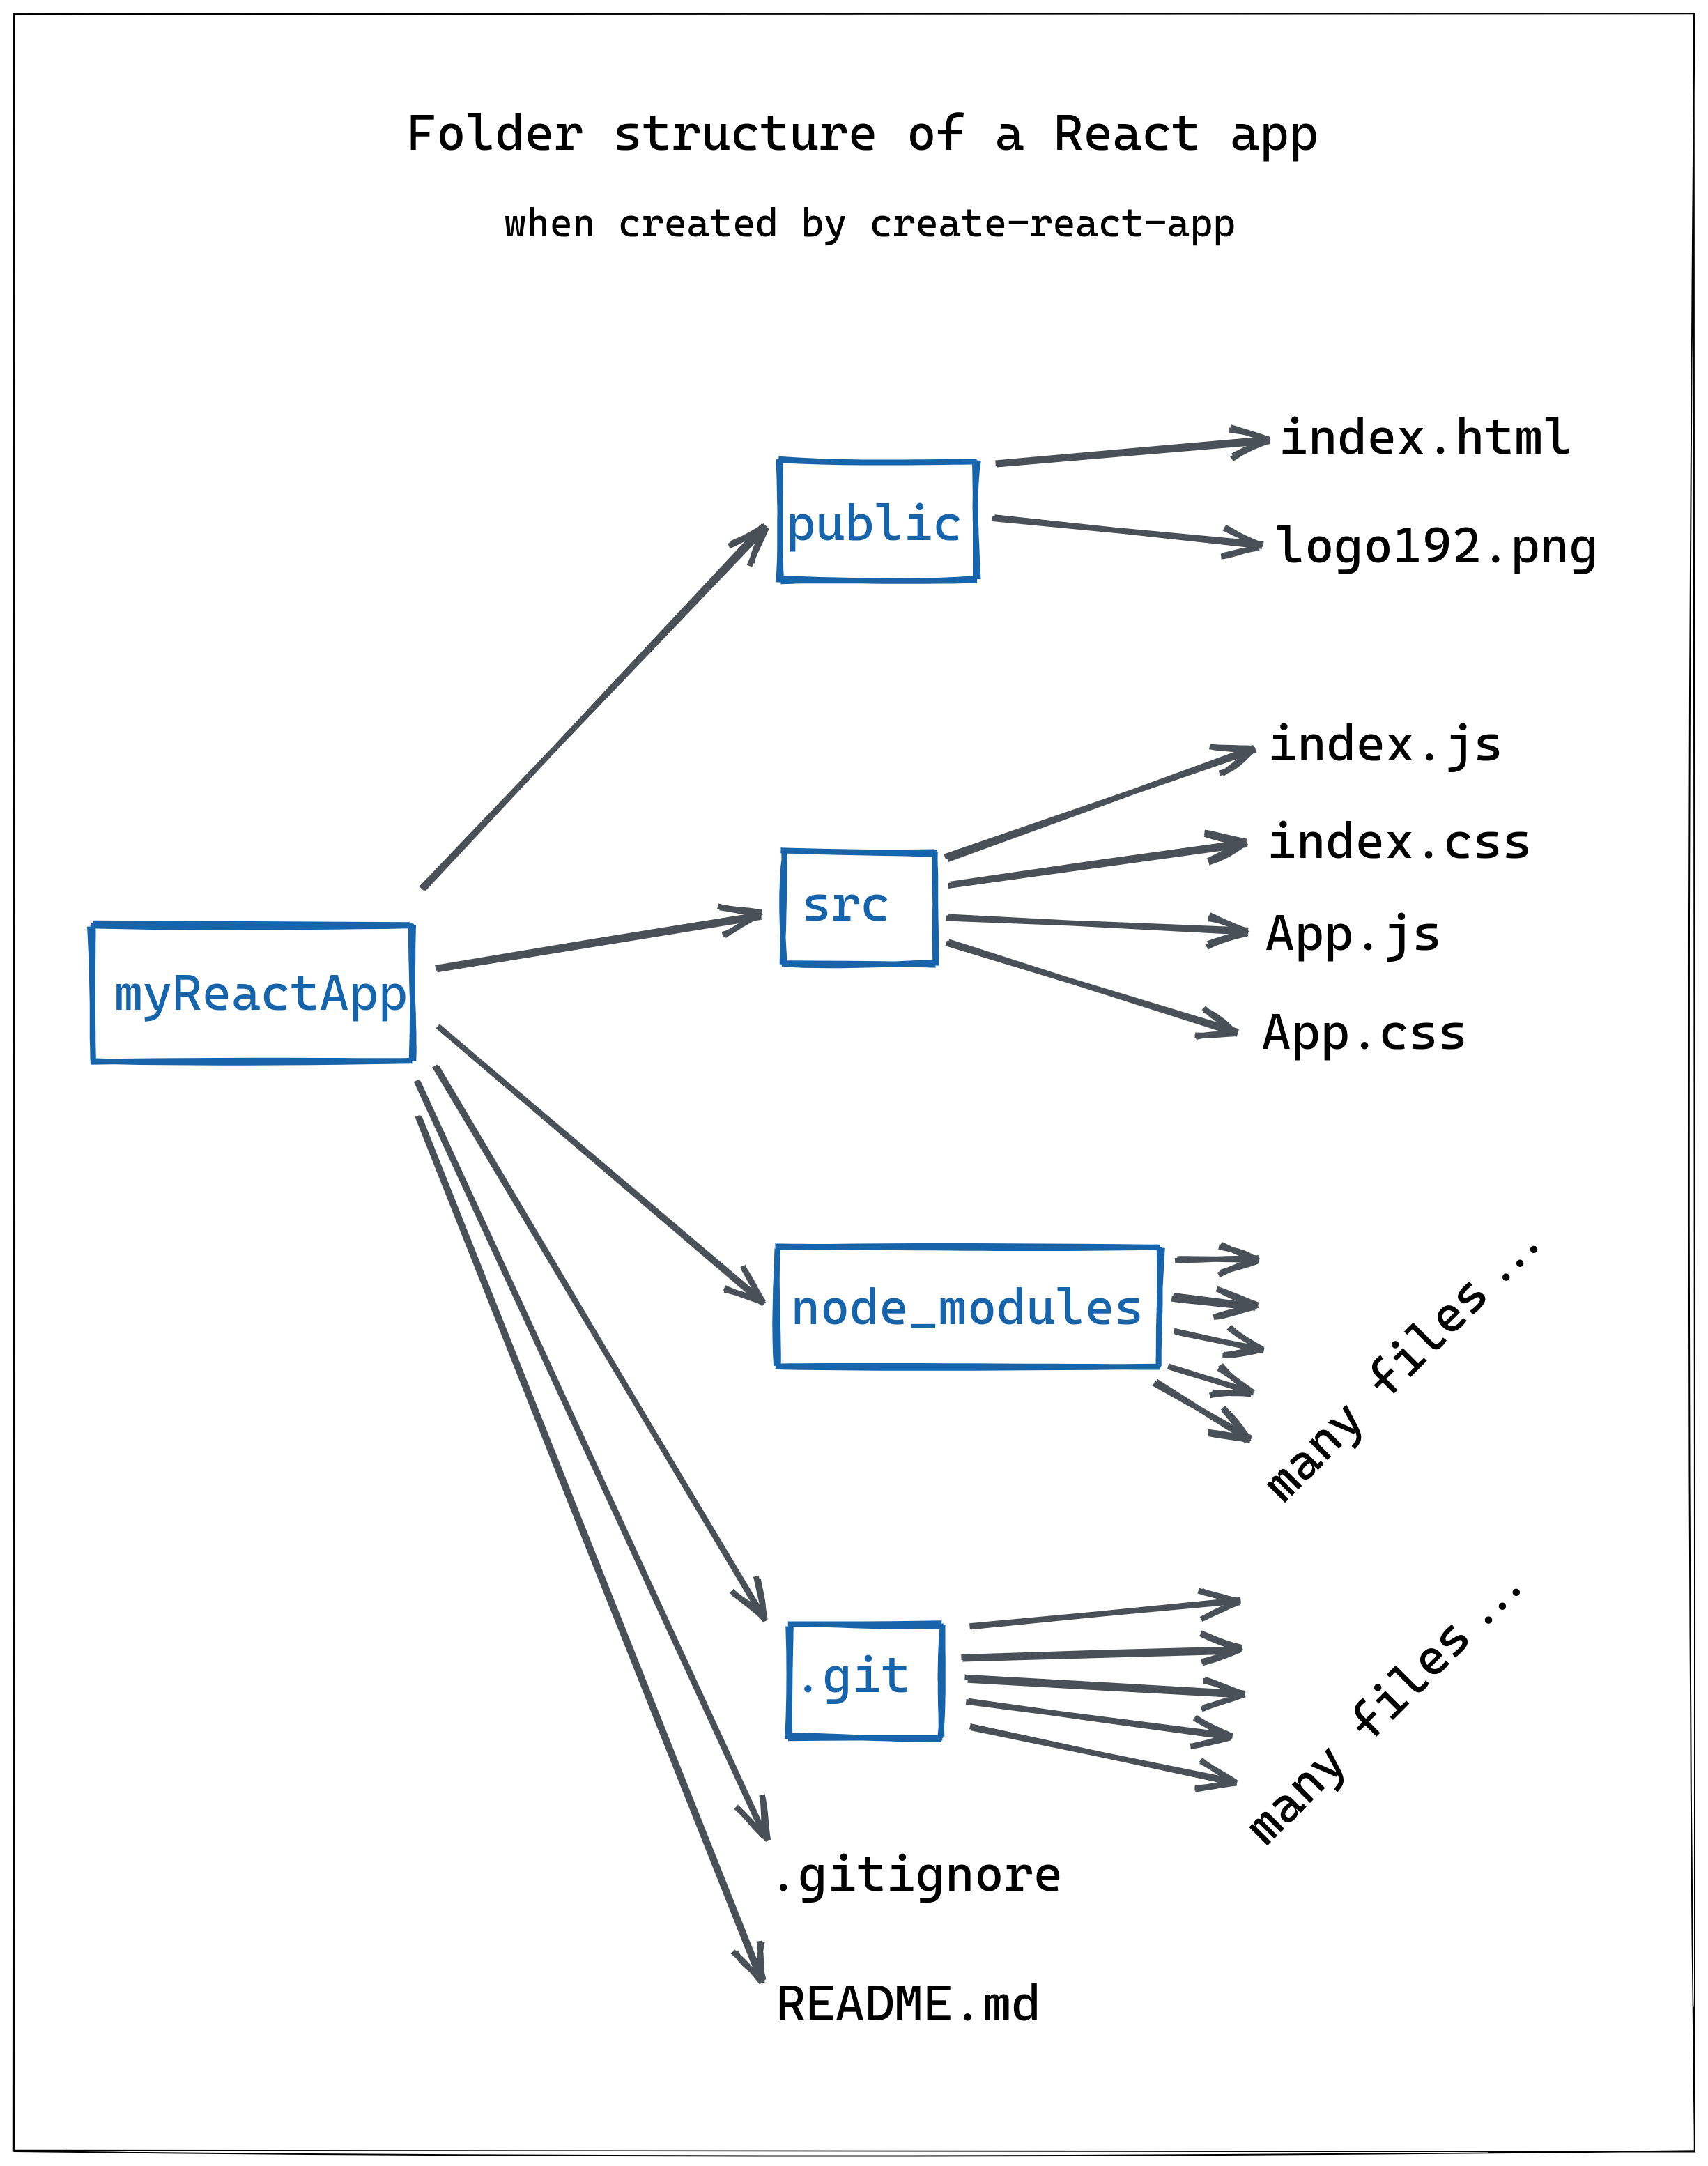 Folder structure of a React app
when created by create-react-app
index.html
public
logo192.png
index.js
index.css
src
App.js
myReactApp
App.css
node_modules
many files...
.git
many files...
.gitignore
README.md